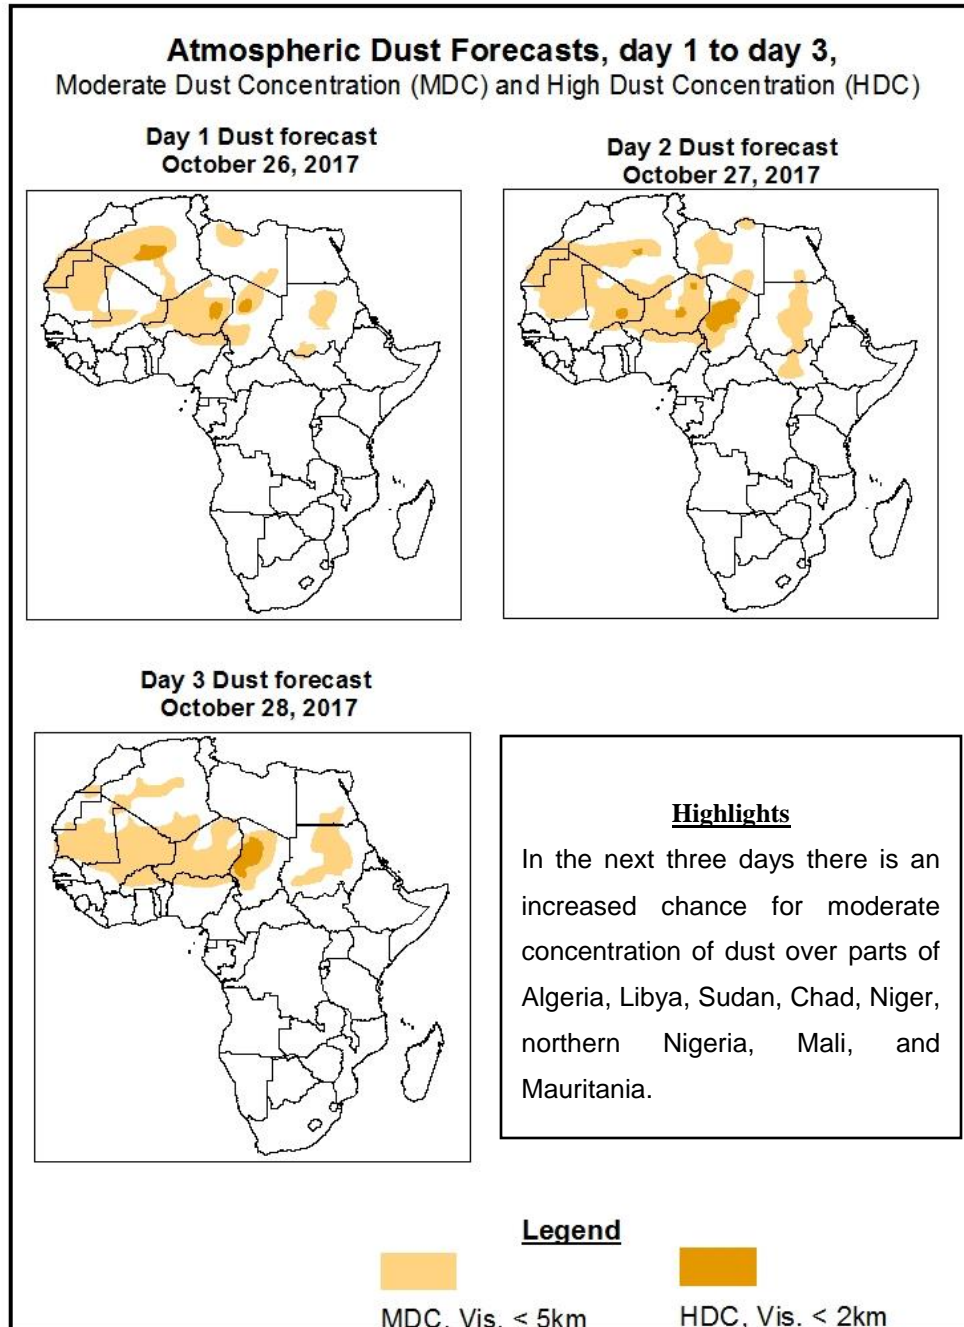 Atmospheric Dust Forecasts, day 1 to day 3,
Moderate Dust Concentration (MDC) and High Dust Concentration (HDC)
Day 1 Dust forecast
October 26, 2017
Day 2 Dust forecast
October 27, 2017
Day 3 Dust forecast
October 28, 2017
Highlights
In the next three days there is an
increased chance for moderate
concentration of dust over parts of
Algeria, Libya, Sudan, Chad, Niger,
northern Nigeria, Mali, and
Mauritania.
Legend
MDC, Vis. < 5km
HDC, Vis. < 2km